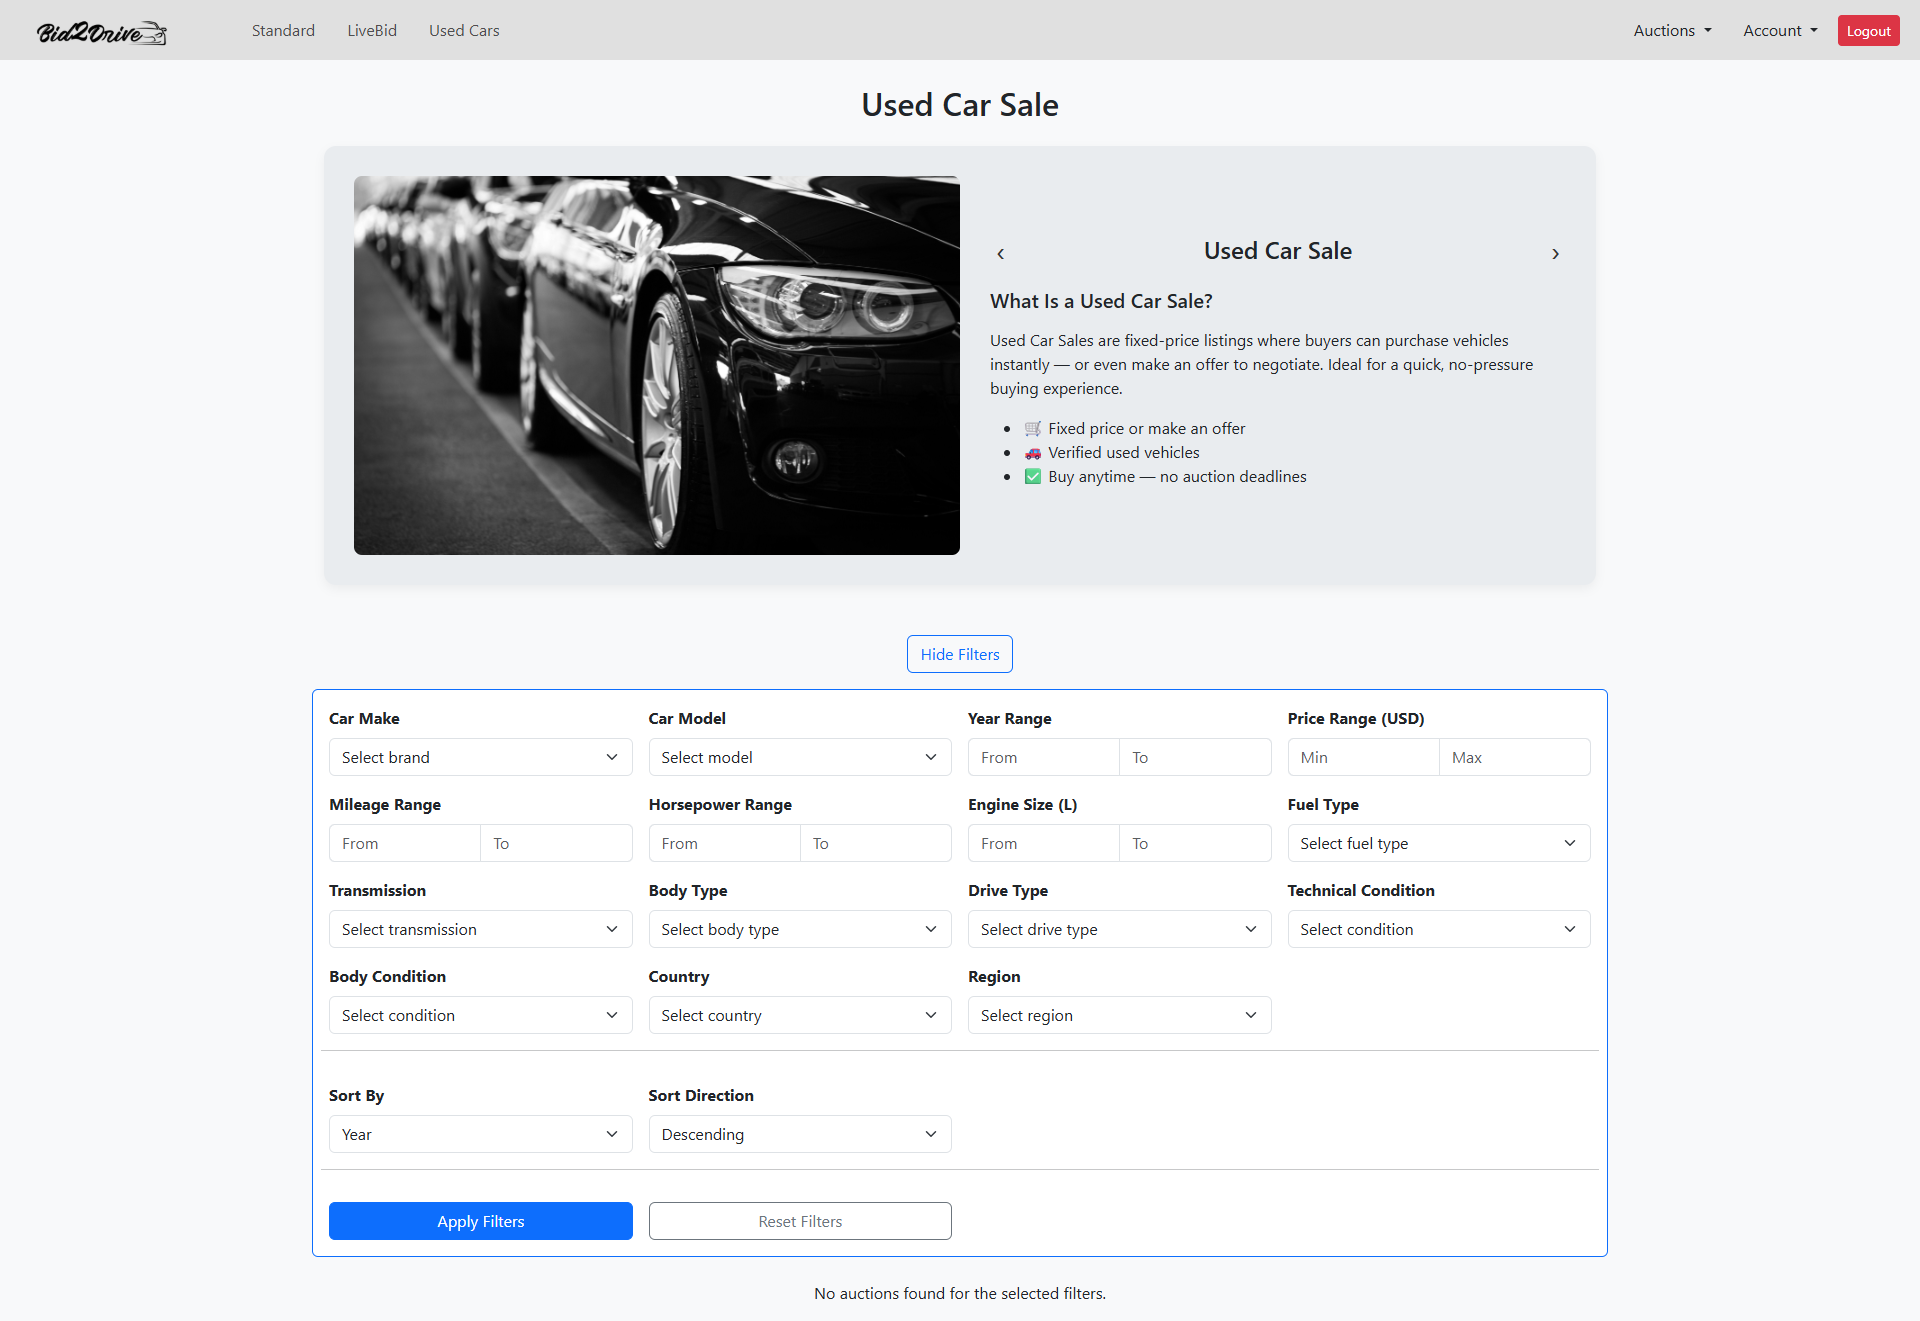 Bid2Drive
Standard
LiveBid
Used Cars
Auctions
Account
Logout
Used Car Sale
‹
Used Car Sale
›
What Is a Used Car Sale?
Used Car Sales are fixed-price listings where buyers can purchase vehicles
instantly — or even make an offer to negotiate. Ideal for a quick, no-pressure
buying experience.
• 🛒 Fixed price or make an offer
• 🚗 Verified used vehicles
• ✅ Buy anytime — no auction deadlines
Hide Filters
Car Make
Car Model
Year Range
Price Range (USD)
Select brand
Select model
From
To
Min
Max
Mileage Range
Horsepower Range
Engine Size (L)
Fuel Type
From
To
From
To
From
To
Select fuel type
Transmission
Body Type
Drive Type
Technical Condition
Select transmission
Select body type
Select drive type
Select condition
Body Condition
Country
Region
Select condition
Select country
Select region
Sort By
Sort Direction
Year
Descending
Apply Filters
Reset Filters
No auctions found for the selected filters.